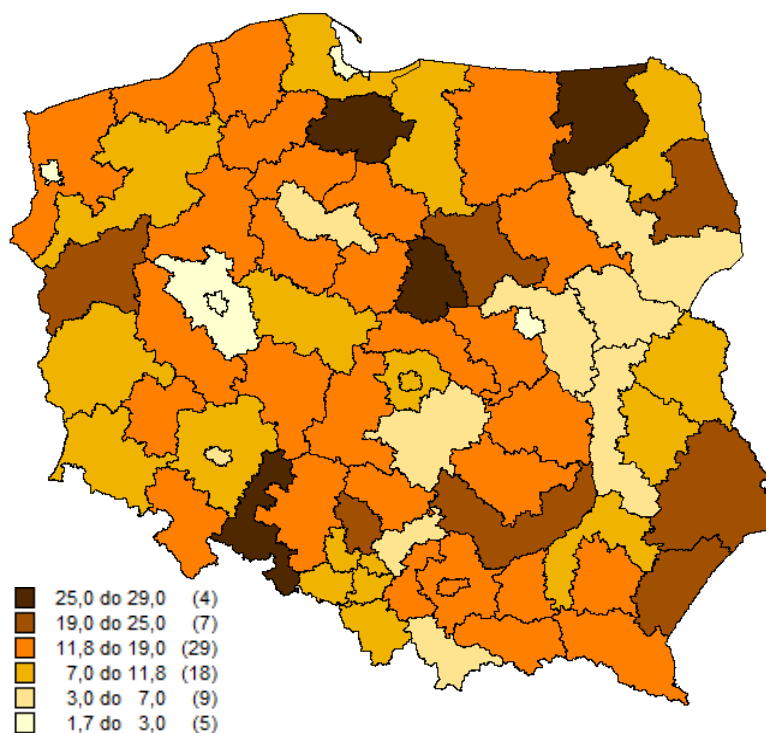 25,0 do 29,0 (4)
19,0 do 25,0 (7)
11,8 do 19,0 (29)
7,0 do 11,8 (18)
3,0 do 7,0 (9)
1,7 do 3,0 (5)